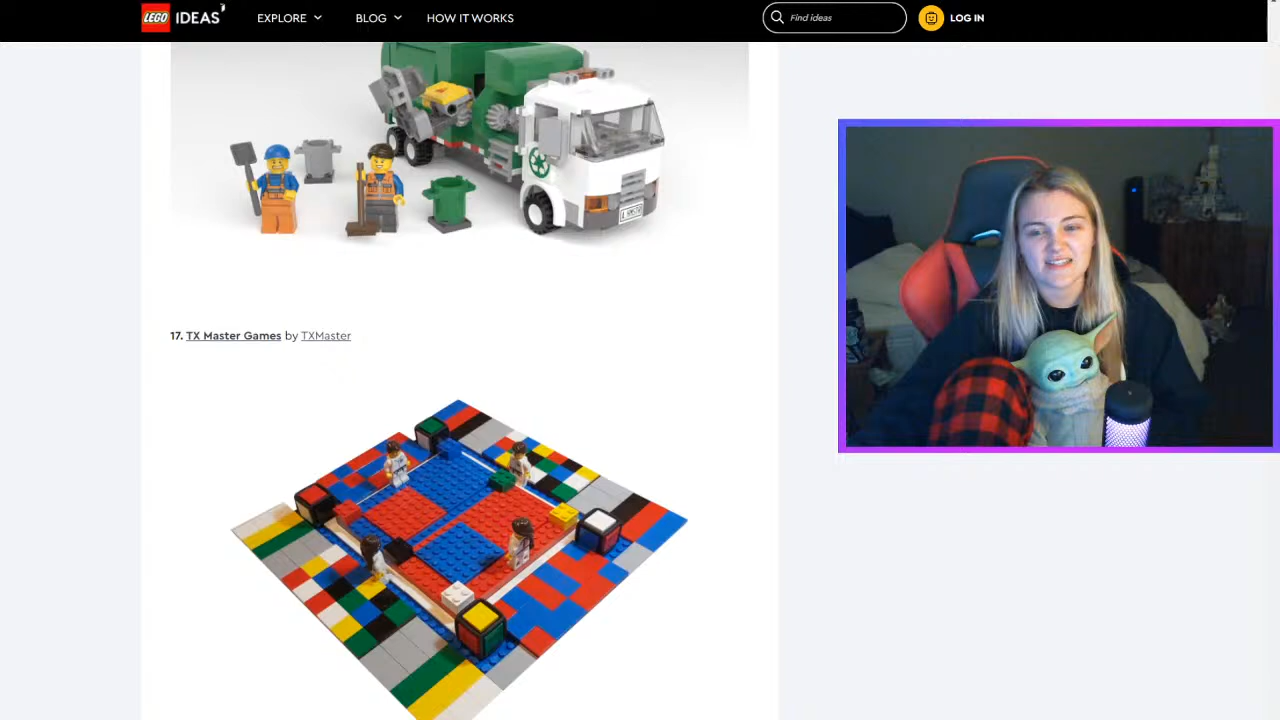 LEGO IDEAS EXPLORE BLOG HOW IT WORKS Find ideas LOG IN
17. TX Master Games by TXMaster